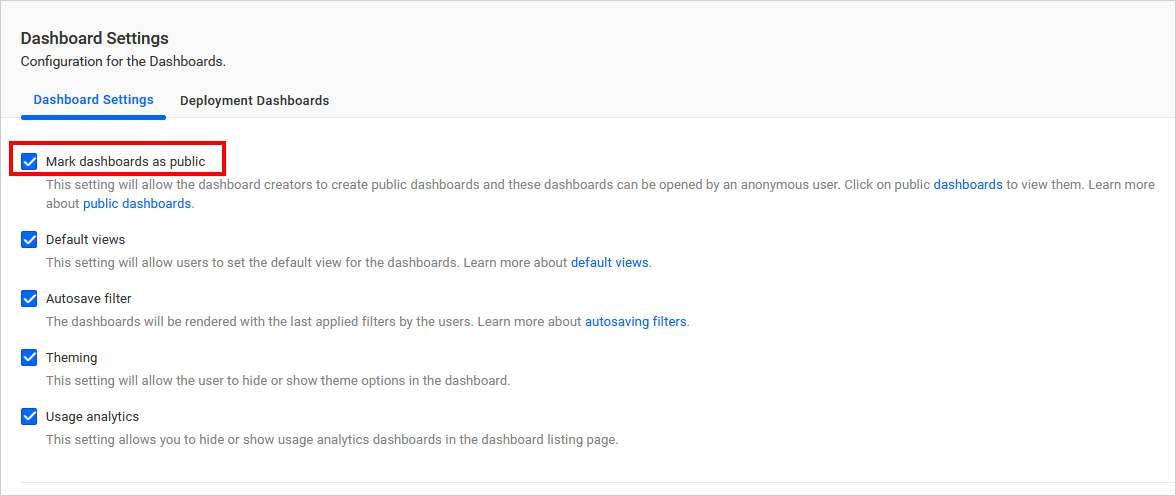 Dashboard Settings
Configuration for the Dashboards.
Dashboard Settings
Deployment Dashboards
Mark dashboards as public
This setting will allow the dashboard creators to create public dashboards and these dashboards can be opened by an anonymous user. Click on public dashboards to view them. Learn more
about public dashboards.
Default views
This setting will allow users to set the default view for the dashboards. Learn more about default views.
Autosave filter
The dashboards will be rendered with the last applied filters by the users. Learn more about autosaving filters.
Theming
This setting will allow the user to hide or show theme options in the dashboard.
Usage analytics
This setting allows you to hide or show usage analytics dashboards in the dashboard listing page.